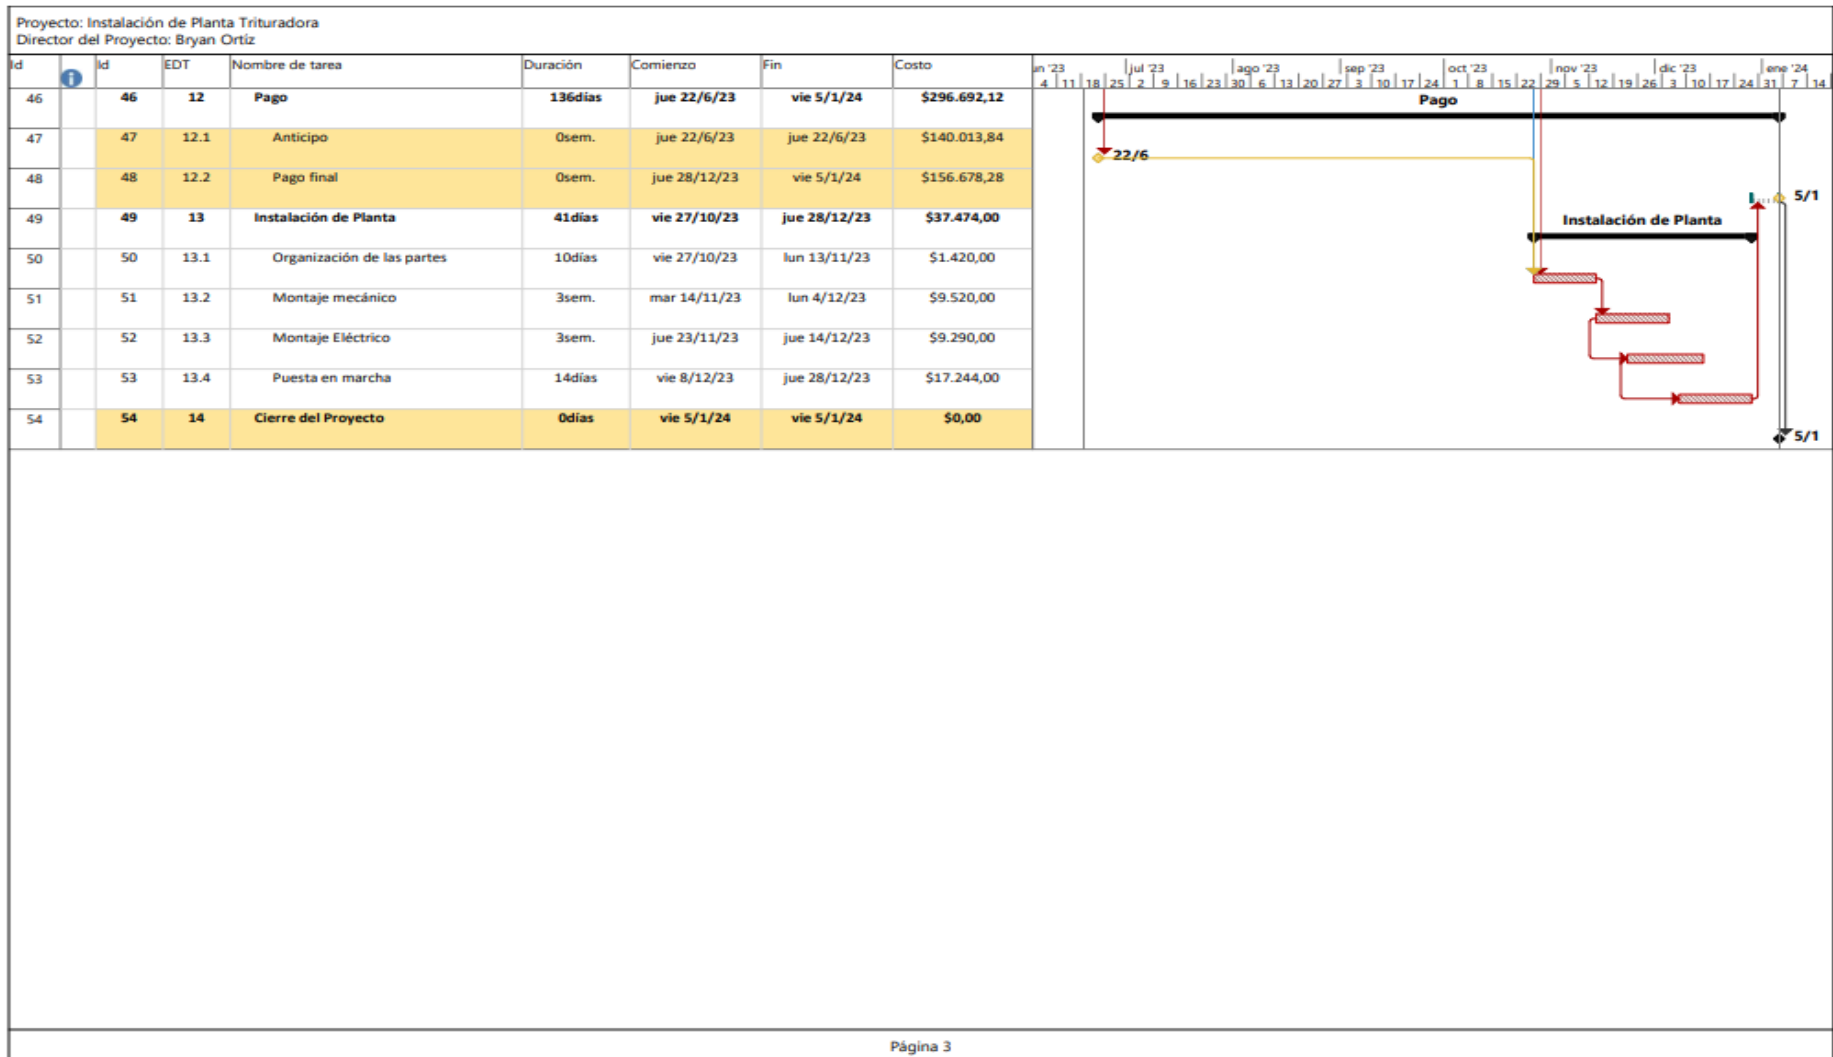 Proyecto: Instalación de Planta Trituradora
Director del Proyecto: Bryan Ortíz
Id Id EDT Nombre de tarea Duración Comienzo Fin Costo
un '23 jul '23 ago '23 sep '23 oct '23 nov '23 dic '23 ene '24
4 11 18 25 2 9 16 23 30 6 13 20 27 3 10 17 24 1 8 15 22 29 5 12 19 26 3 10 17 24 31 7 14
46 46 12 Pago 136días jue 22/6/23 vie 5/1/24 $296.692,12 Pago
47 47 12.1 Anticipo 0sem. jue 22/6/23 jue 22/6/23 $140.013,84 22/6
48 48 12.2 Pago final 0sem. jue 28/12/23 vie 5/1/24 $156.678,28 5/1
49 49 13 Instalación de Planta 41días vie 27/10/23 jue 28/12/23 $37.474,00 Instalación de Planta
50 50 13.1 Organización de las partes 10días vie 27/10/23 lun 13/11/23 $1.420,00
51 51 13.2 Montaje mecánico 3sem. mar 14/11/23 lun 4/12/23 $9.520,00
52 52 13.3 Montaje Eléctrico 3sem. jue 23/11/23 jue 14/12/23 $9.290,00
53 53 13.4 Puesta en marcha 14días vie 8/12/23 jue 28/12/23 $17.244,00
54 54 14 Cierre del Proyecto 0días vie 5/1/24 vie 5/1/24 $0,00 5/1
Página 3